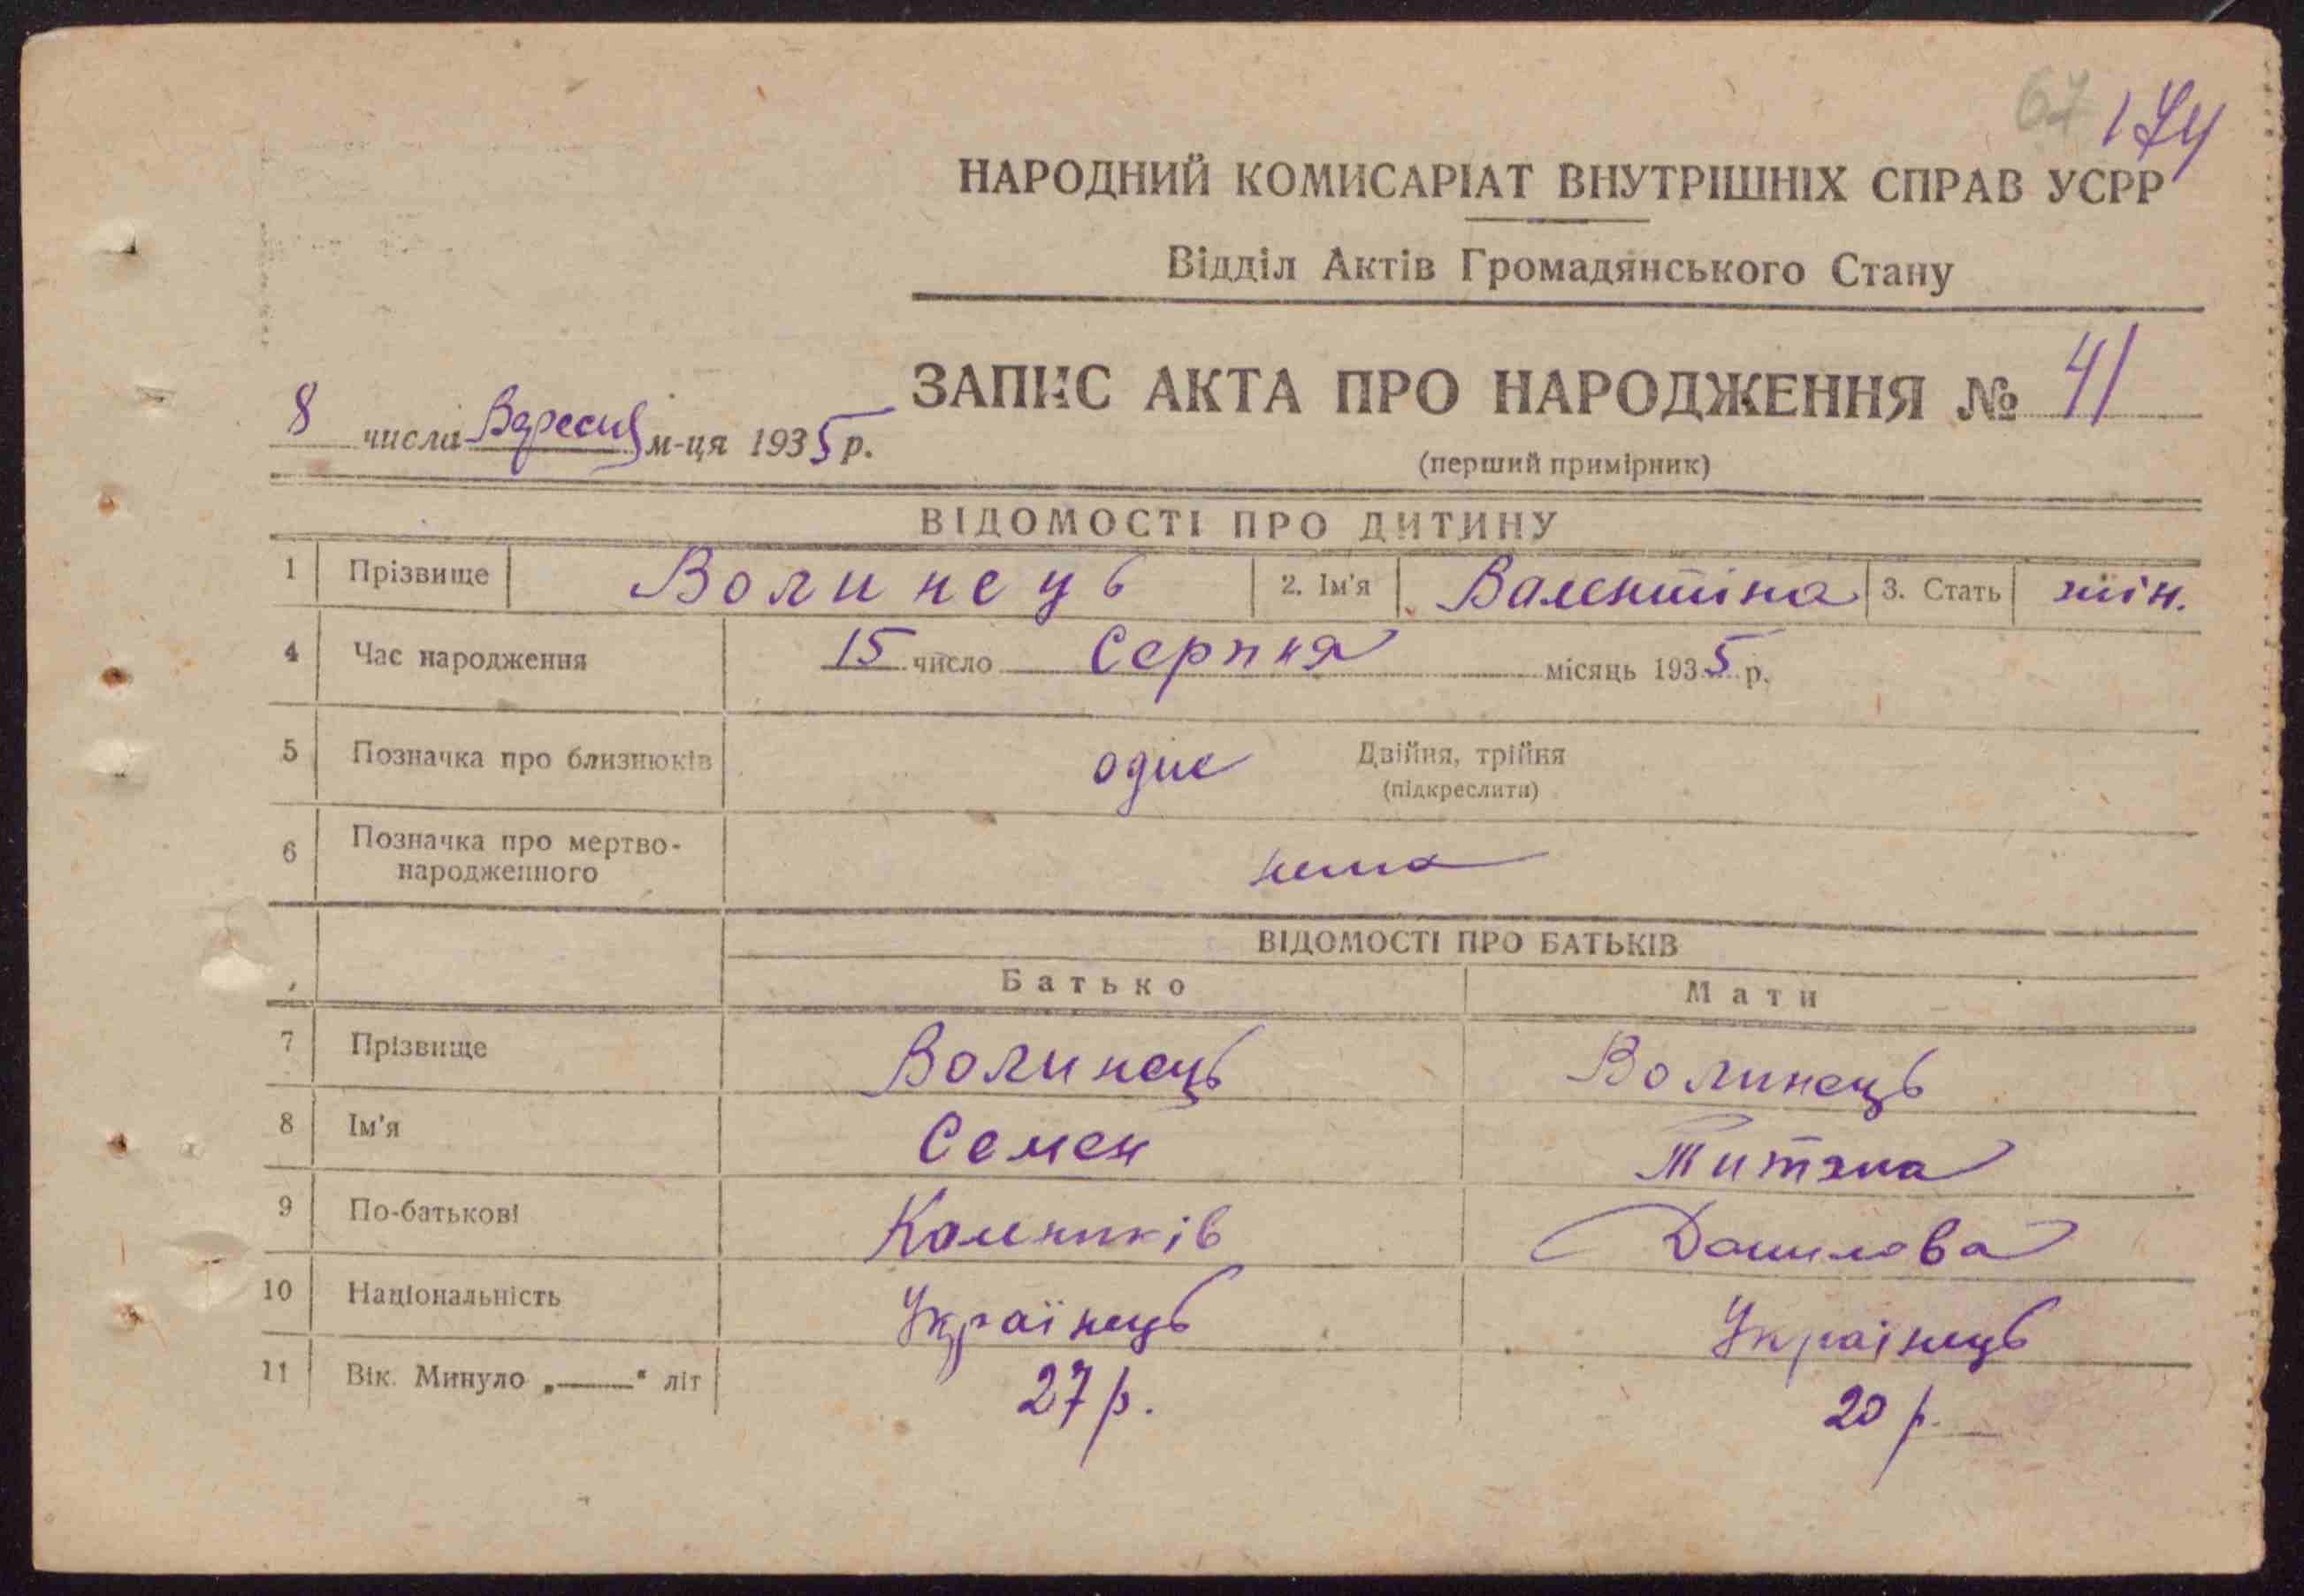 67 174
НАРОДНИЙ КОМИСАРІАТ ВНУТРІШНІХ СПРАВ УСРР
Відділ Актів Громадянського Стану
ЗАПИС АКТА ПРО НАРОДЖЕННЯ № 41
8 числа Вересня м-ця 1935 р.
(перший примірник)
ВІДОМОСТІ ПРО ДИТИНУ
1 Прізвище Волинець 2. Ім'я Валентіна 3. Стать жін.
4 Час народження 15 число Серпня місяць 1935 р.
5 Позначка про близнюків одне Двійня, трійня
(підкреслити)
6 Позначка про мертво-
народженного нема
ВІДОМОСТІ ПРО БАТЬКІВ
Батько Мати
7 Прізвище Волинець Волинець
8 Ім'я Семен Титяна
9 По-батькові Данилова
10 Національність Українець Украінець
11 Вік. Минуло „——" літ 27 р. 20 р.